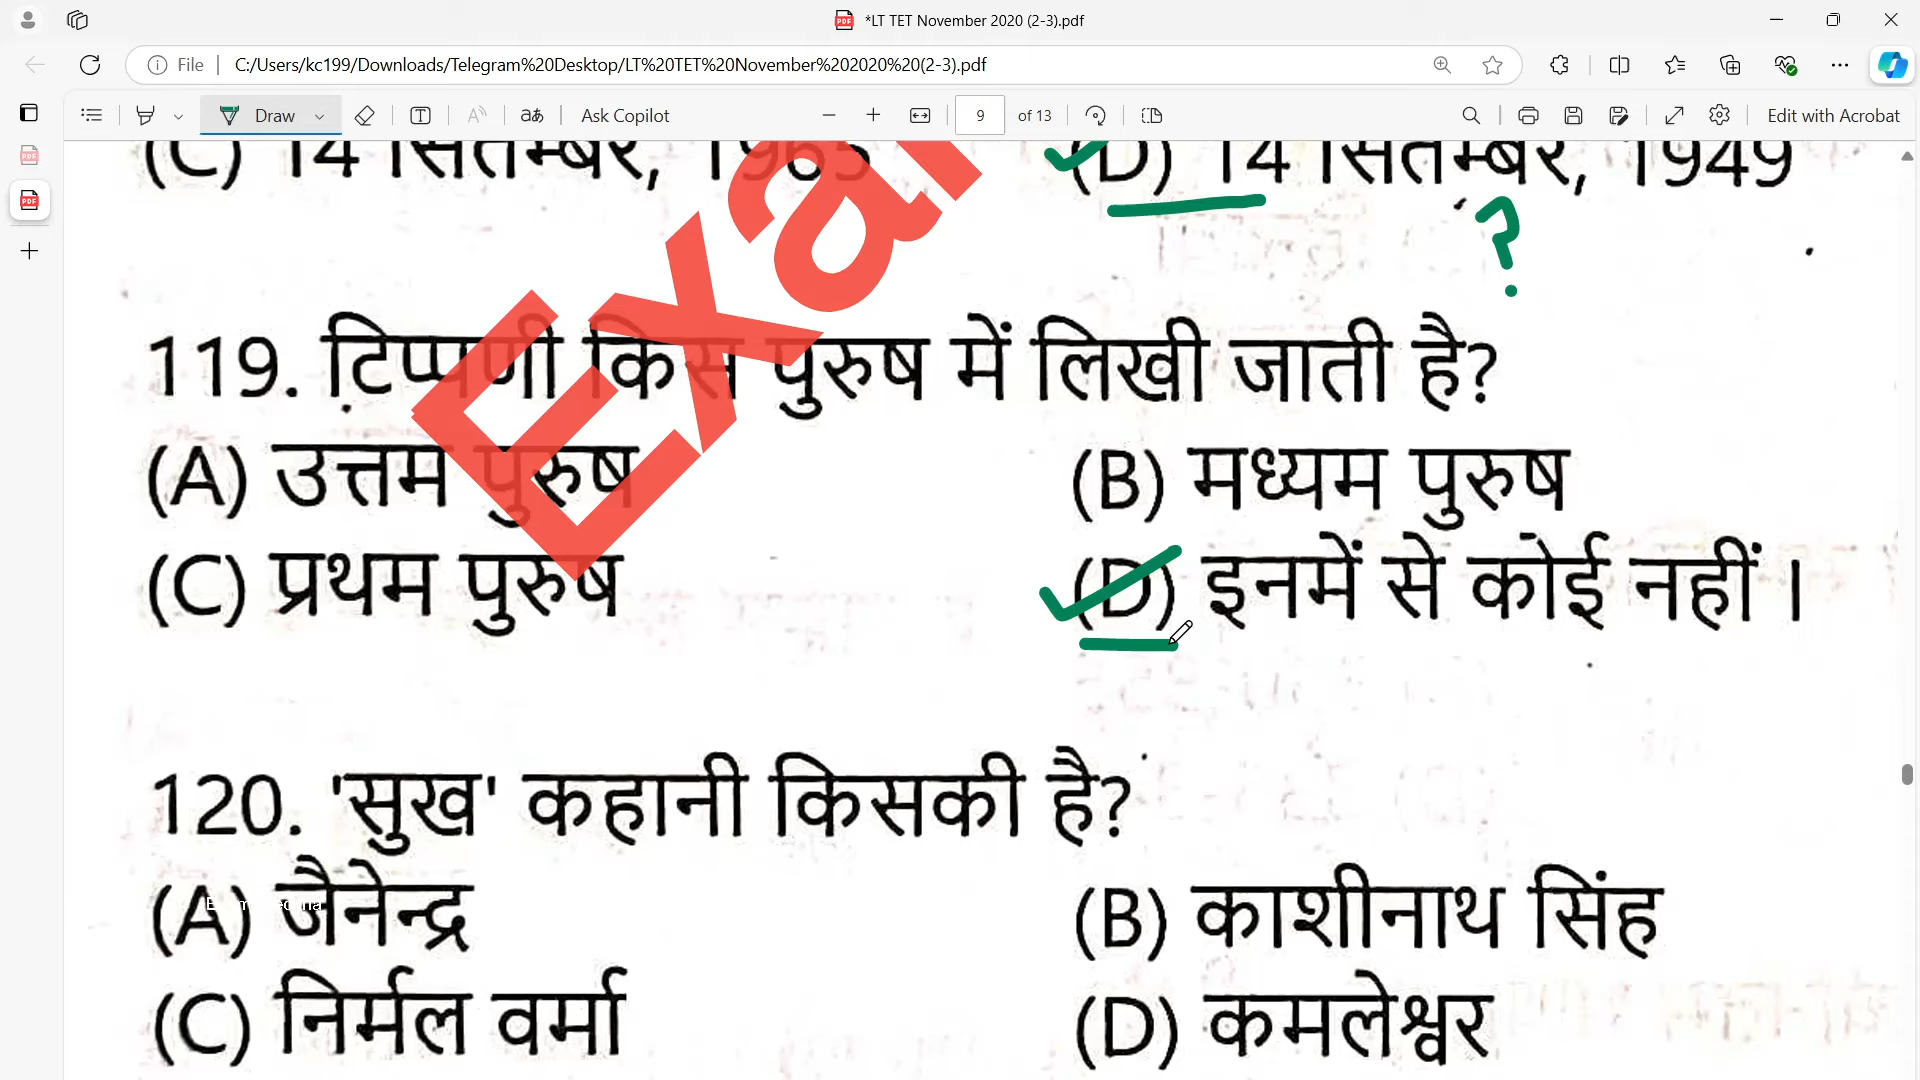 *LT TET November 2020 (2-3).pdf
File C:/Users/kc199/Downloads/Telegram%20Desktop/LT%20TET%20November%202020%20(2-3).pdf
Draw Ask Copilot 9 of 13 Edit with Acrobat
(C) 14 सितम्बर, 1965 (D) 14 सितम्बर, 1949
?
119. टिप्पणी किस पुरुष में लिखी जाती है?
(A) उत्तम पुरुष (B) मध्यम पुरुष
(C) प्रथम पुरुष (D) इनमें से कोई नहीं ।
120. 'सुख' कहानी किसकी है?
(A) जैनेन्द्र (B) काशीनाथ सिंह
(C) निर्मल वर्मा (D) कमलेश्वर